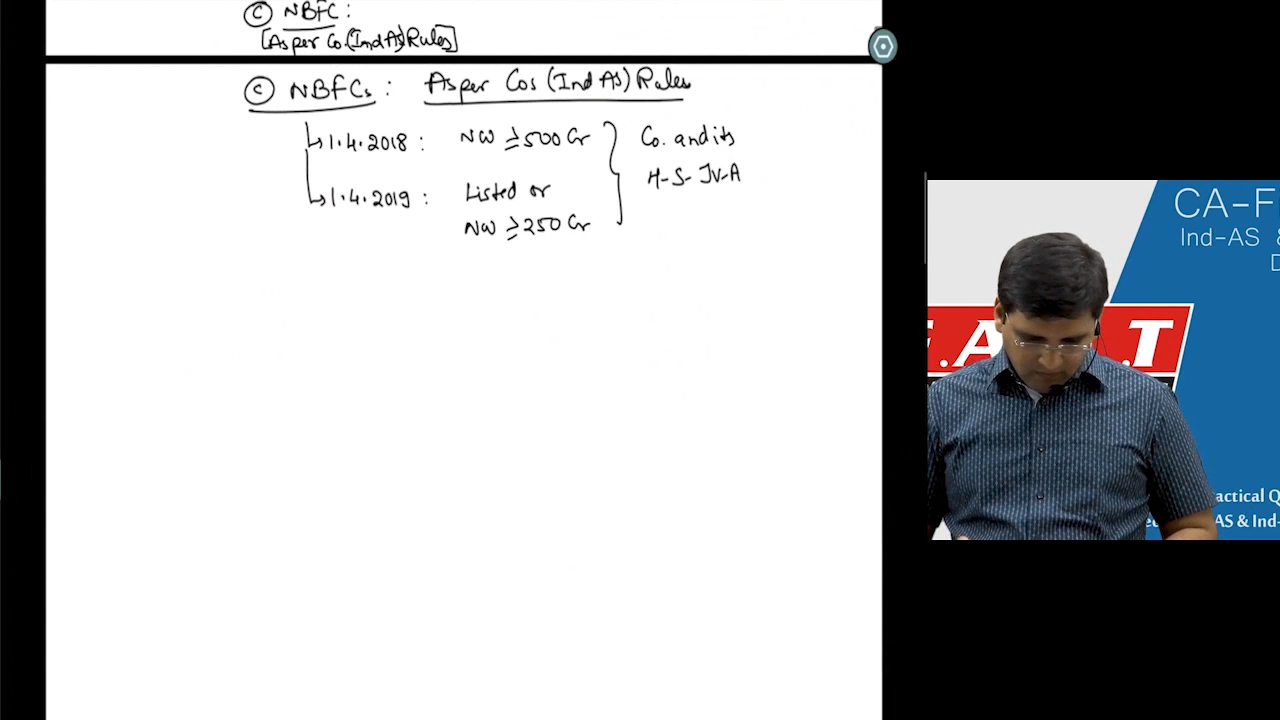 Ⓒ NBFC :
[As per Co.(Ind AS) Rules]
Ⓒ NBFCs : As per Cos (Ind AS) Rules
1.4.2018 : NW ≥ 500 Cr
1.4.2019 : Listed or
NW ≥ 250 Cr
Co. and its
H-S-JV-A
CA-F
Ind-AS &
D
.A. .T
actical Q
AS & Ind-